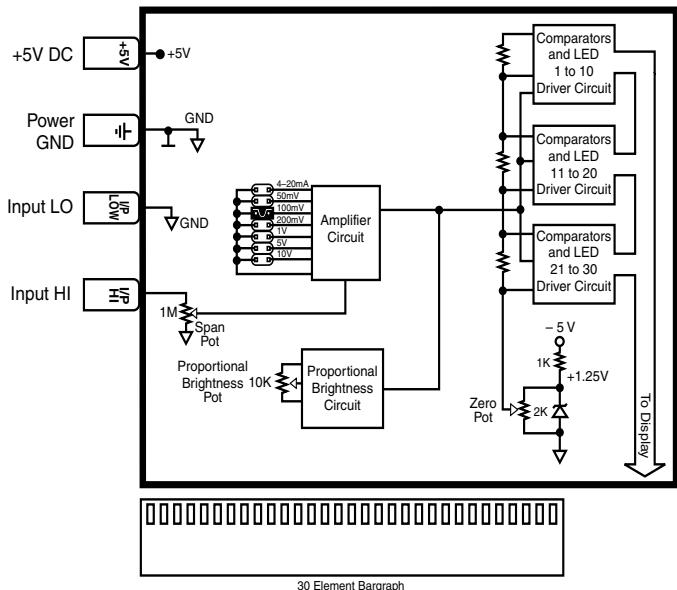 +5V DC
+5V
+5V
Power
GND
GND
Input LO
I/P
LOW
GND
Input HI
I/P
HI
1M
Span
Pot
4–20mA
50mV
100mV
200mV
1V
5V
10V
Amplifier
Circuit
Proportional
Brightness
Pot
10K
Proportional
Brightness
Circuit
Comparators
and LED
1 to 10
Driver Circuit
Comparators
and LED
11 to 20
Driver Circuit
Comparators
and LED
21 to 30
Driver Circuit
– 5 V
1K
+1.25V
Zero
Pot
2K
To Display
30 Element Bargraph